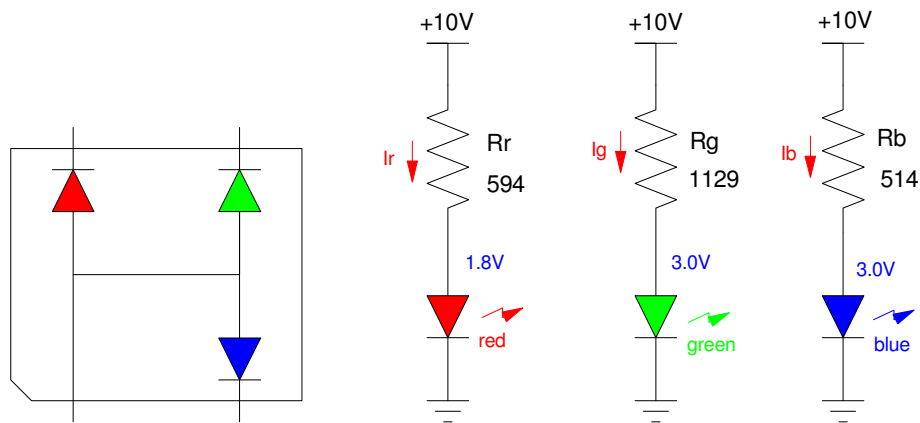 +10V
+10V
+10V
Ir
Rr
594
Ig
Rg
1129
Ib
Rb
514
1.8V
3.0V
3.0V
red
green
blue